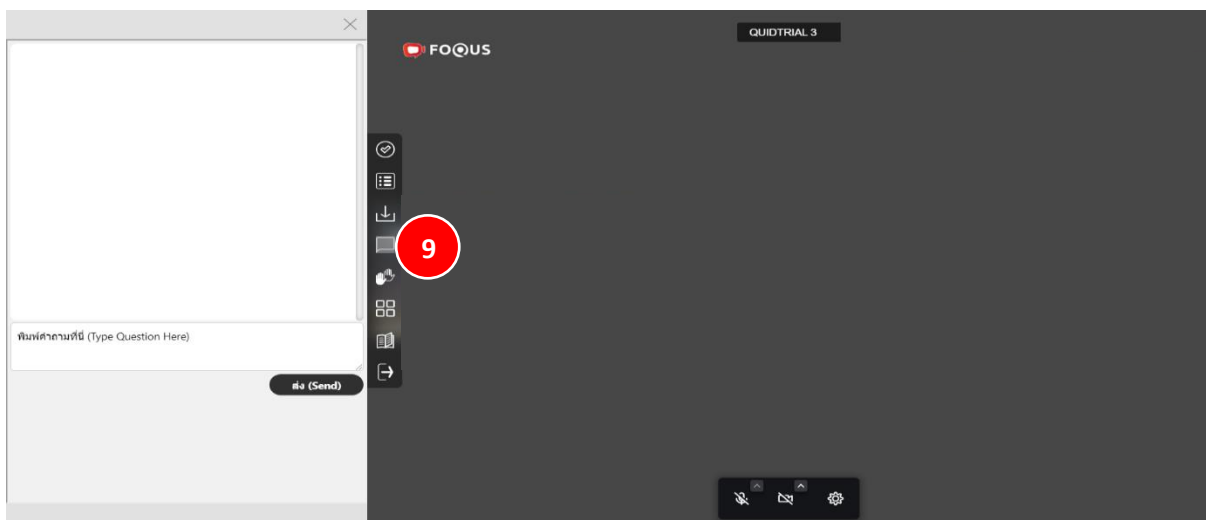 QUIDTRIAL 3
FOQUS
9
พิมพ์คำถามที่นี่ (Type Question Here)
ส่ง (Send)